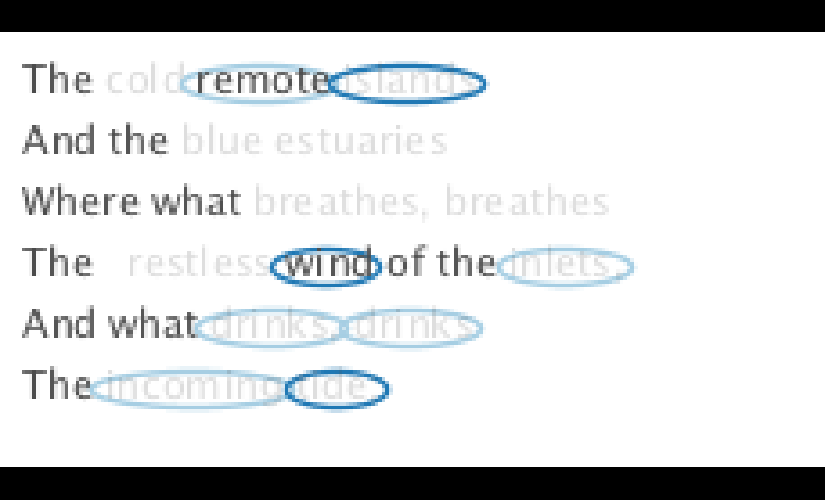 The cold remote islands
And the blue estuaries
Where what breathes, breathes
The restless wind of the inlets,
And what drinks, drinks
The incoming tide